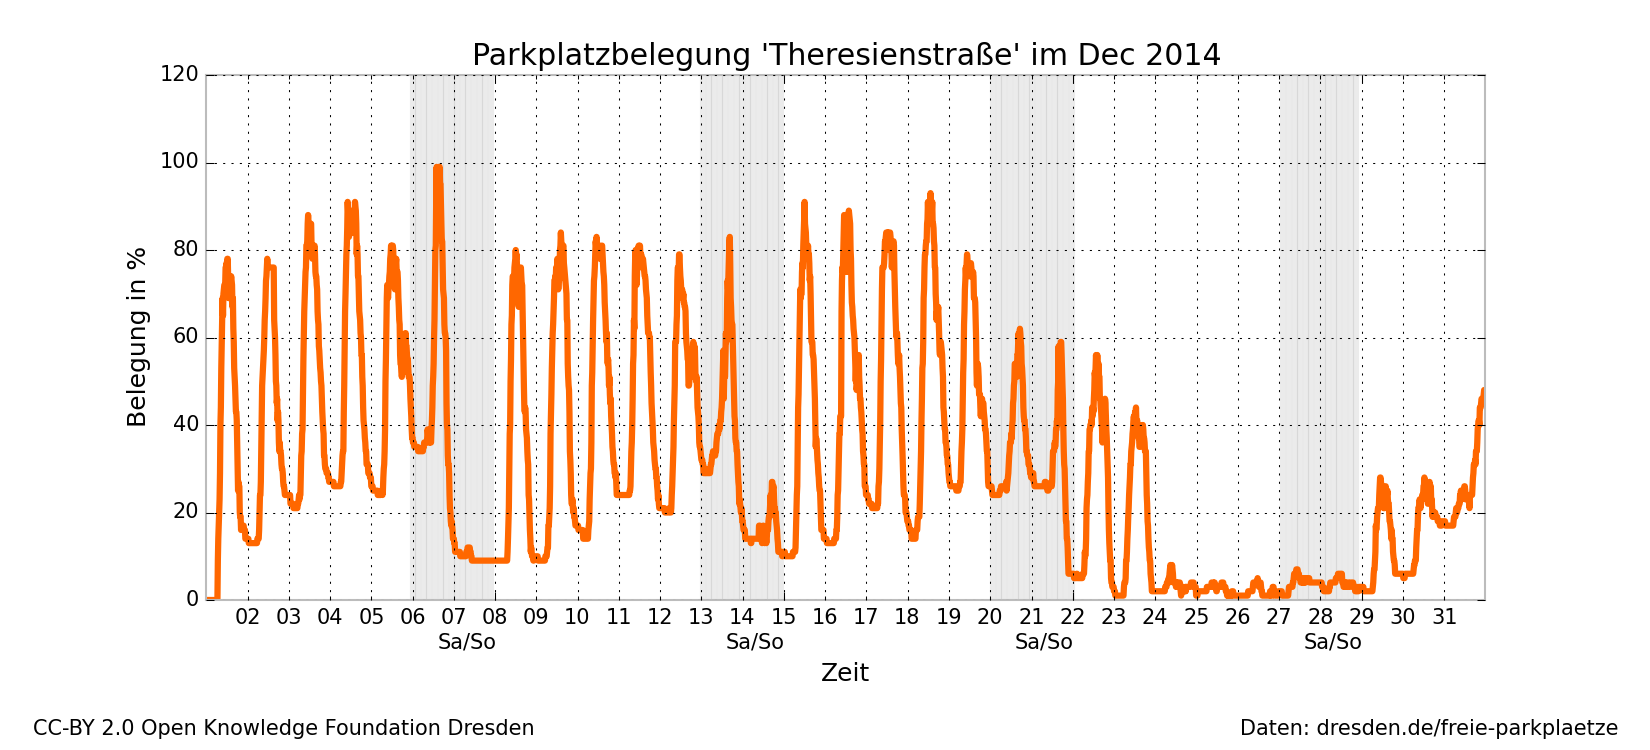 Parkplatzbelegung 'Theresienstraße' im Dec 2014
120
100
80
60
40
20
0
Belegung in %
02 03 04 05 06 07 08 09 10 11 12 13 14 15 16 17 18 19 20 21 22 23 24 25 26 27 28 29 30 31
Sa/So Sa/So Sa/So Sa/So
Zeit
CC-BY 2.0 Open Knowledge Foundation Dresden
Daten: dresden.de/freie-parkplaetze